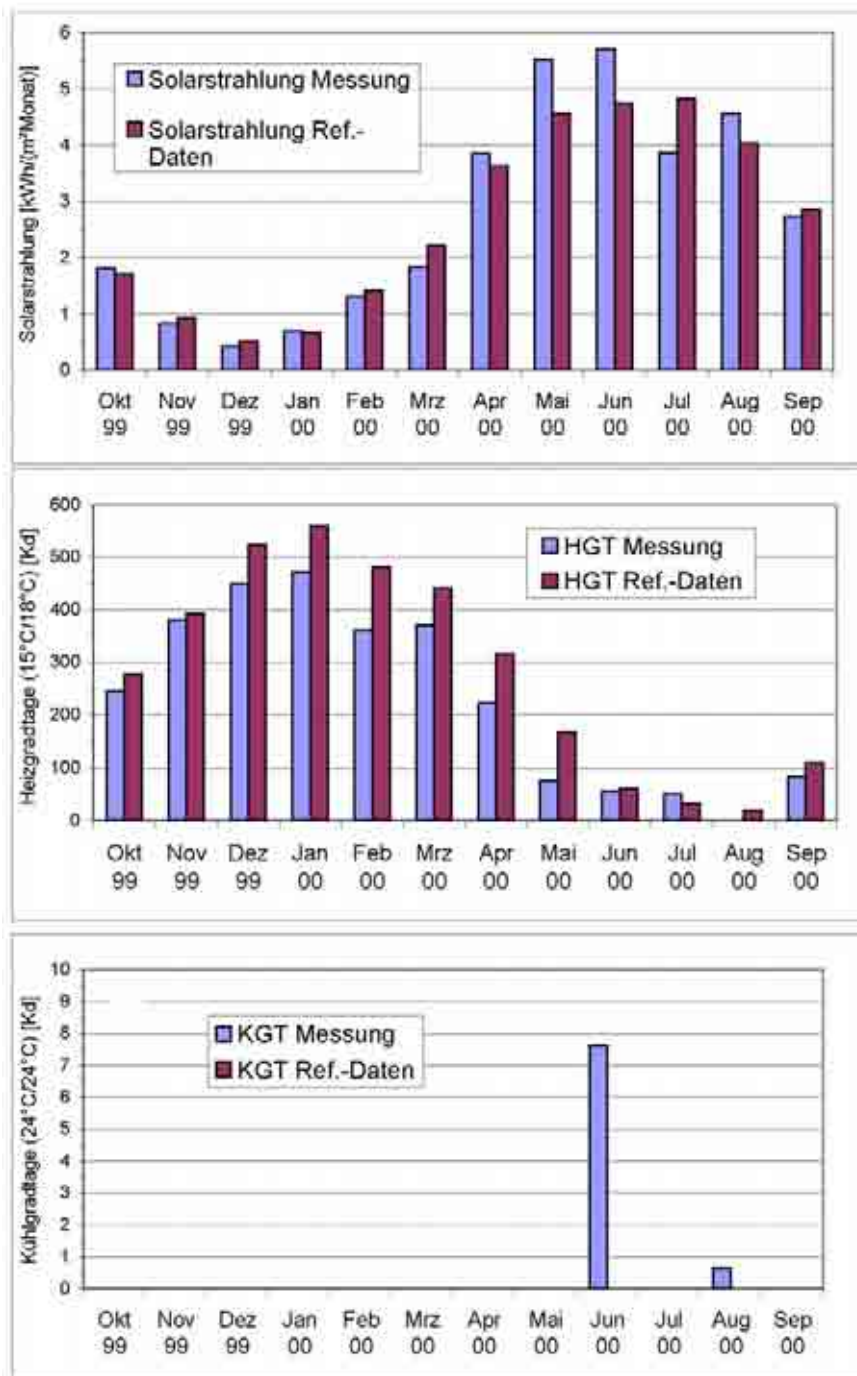 Solarstrahlung [kWh/(m²Monat)]
6
5
4
3
2
1
0
Solarstrahlung Messung
Solarstrahlung Ref.-
Daten
Okt Nov Dez Jan Feb Mrz Apr Mai Jun Jul Aug Sep
99 99 99 00 00 00 00 00 00 00 00 00
Heizgradtage (15°C/18°C) [Kd]
600
500
400
300
200
100
0
HGT Messung
HGT Ref.-Daten
Okt Nov Dez Jan Feb Mrz Apr Mai Jun Jul Aug Sep
99 99 99 00 00 00 00 00 00 00 00 00
Kühlgradtage (24°C/24°C) [Kd]
10
9
8
7
6
5
4
3
2
1
0
KGT Messung
KGT Ref.-Daten
Okt Nov Dez Jan Feb Mrz Apr Mai Jun Jul Aug Sep
99 99 99 00 00 00 00 00 00 00 00 00